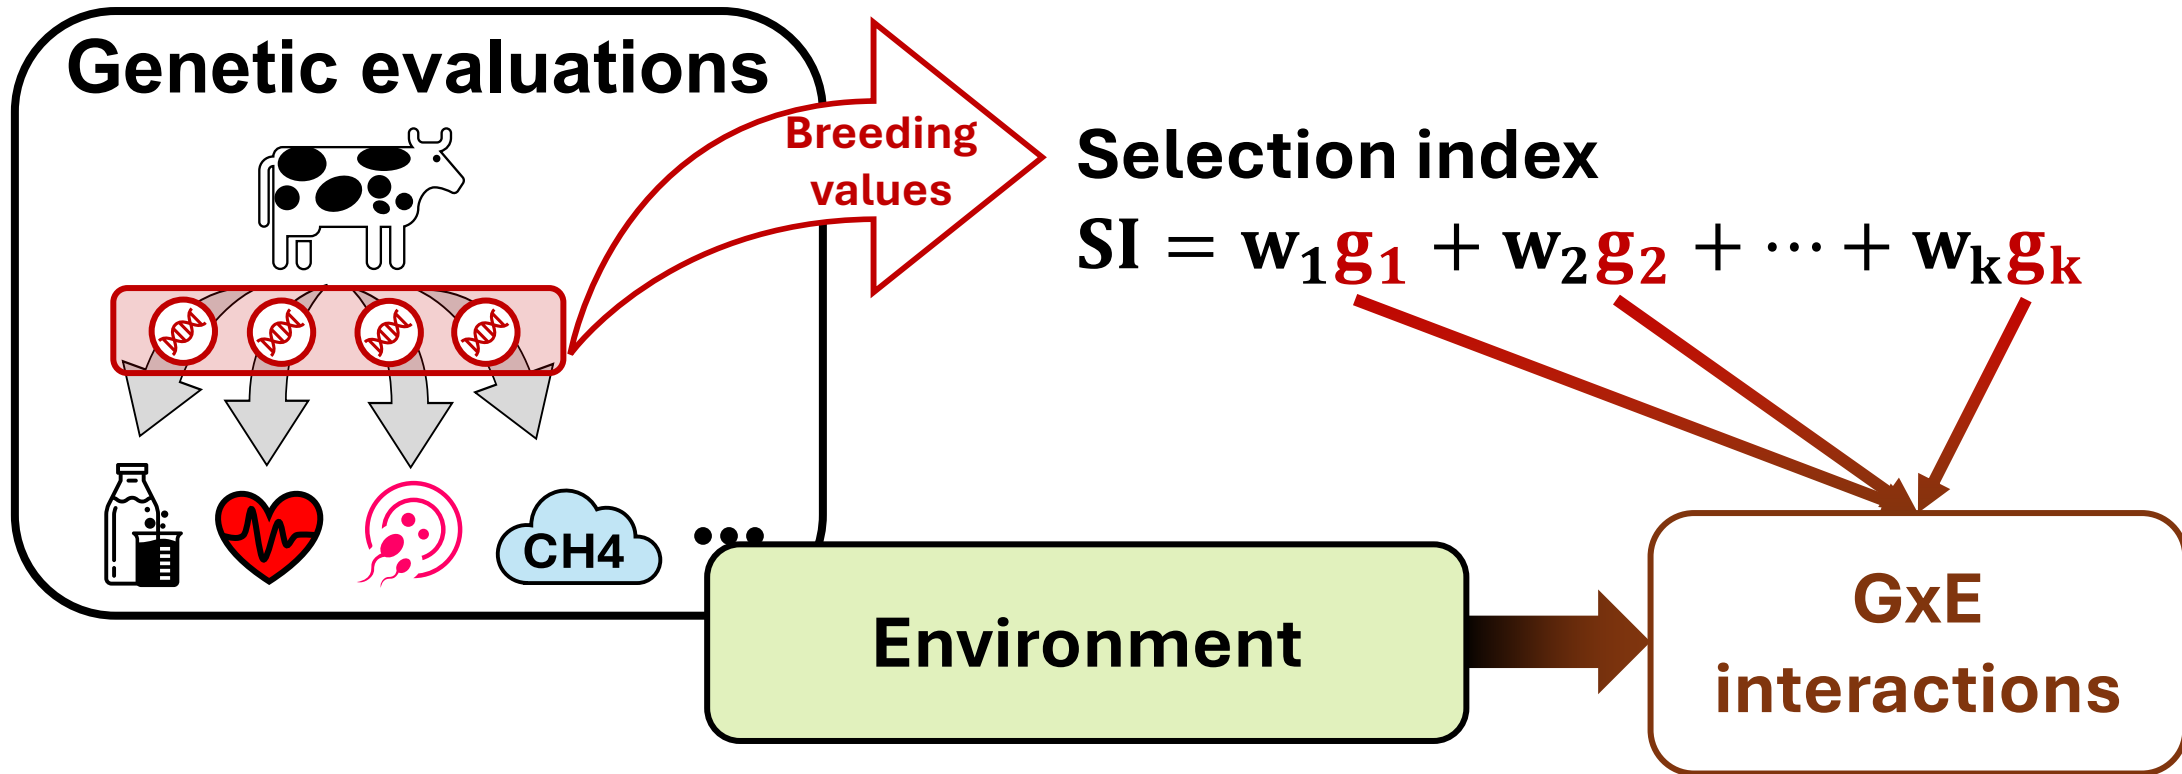 Genetic evaluations
Breeding
values
Selection index
SI = w₁g₁ + w₂g₂ + ⋯ + wₖgₖ
CH4
...
Environment
GxE
interactions